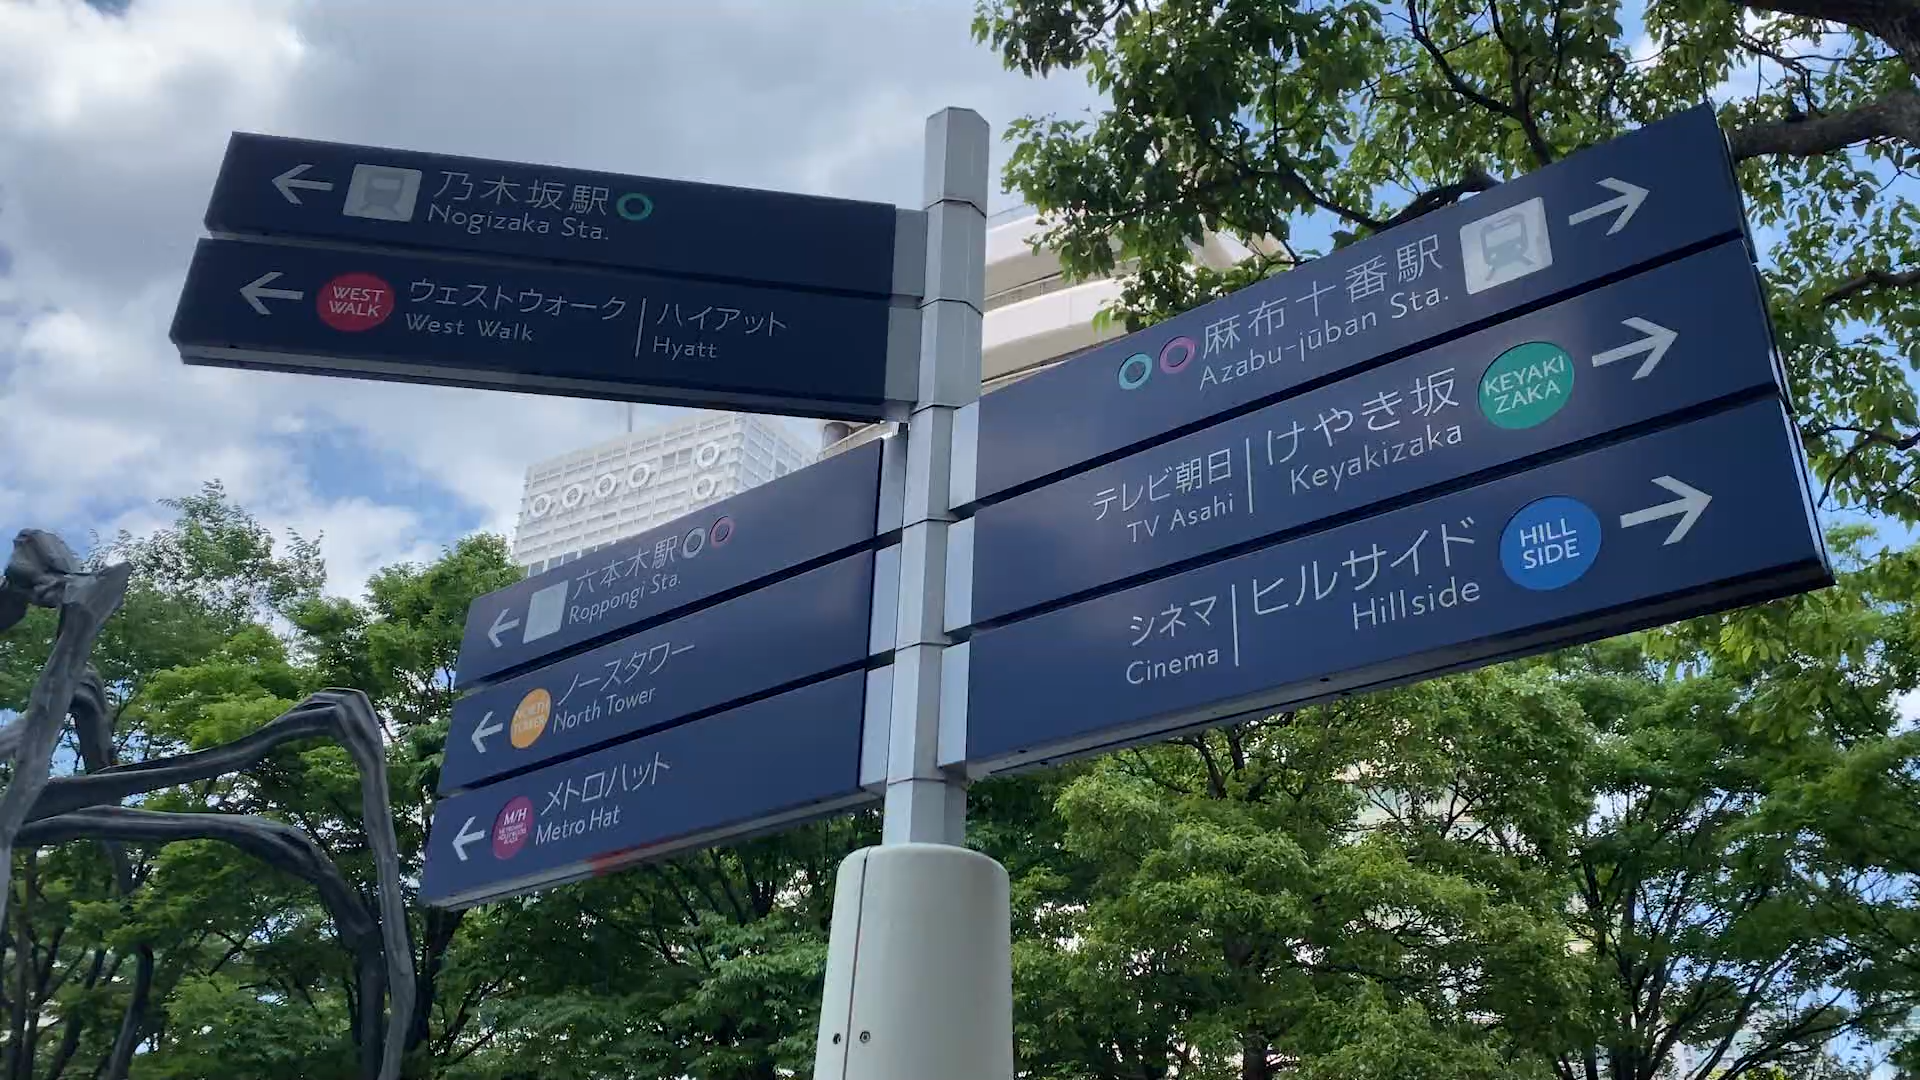 乃木坂駅
Nogizaka Sta.
WEST
WALK
ウェストウォーク
West Walk
ハイアット
Hyatt
六本木駅
Roppongi Sta.
NORTH
TOWER
ノースタワー
North Tower
M/H
メトロハット
Metro Hat
麻布十番駅
Azabu-jūban Sta.
テレビ朝日
TV Asahi
けやき坂
Keyakizaka
KEYAKI
ZAKA
シネマ
Cinema
ヒルサイド
Hillside
HILL
SIDE